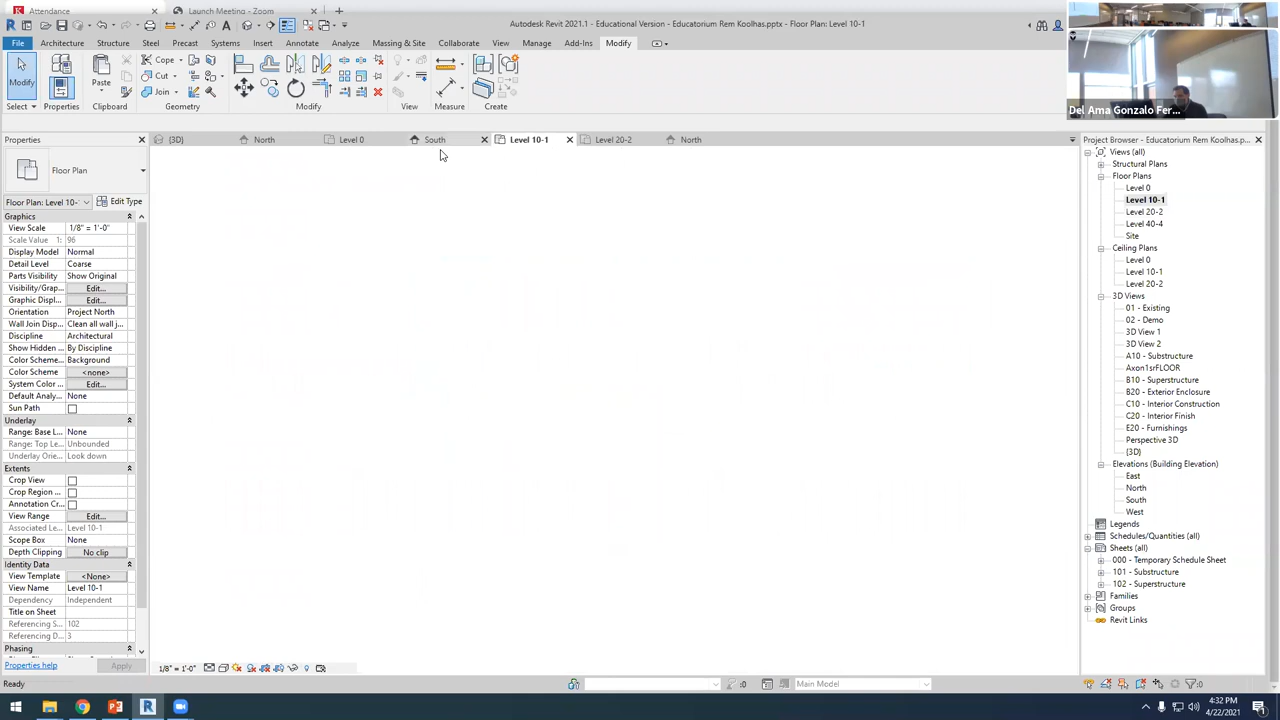 Attendance
Launch Meeting - Zoom
Autodesk Revit 2021.1 - Educational Version - Educatorium Rem Koolhas.pptx - Floor Plan: Level 10-1
File Architecture Structure Steel Precast Systems Insert Annotate Analyze Massing & Site Collaborate View Manage Add-Ins Modify
Modify
Properties
Paste
Cope
Cut
Join
Select Properties Clipboard Geometry Modify View Measure Create
Del Ama Gonzalo Fer...
Properties
{3D} North Level 0 South Level 10-1 Level 20-2 North
Floor Plan
Floor Plan: Level 10- Edit Type
Graphics
View Scale 1/8" = 1'-0"
Scale Value 1: 96
Display Model Normal
Detail Level Coarse
Parts Visibility Show Original
Visibility/Grap... Edit...
Graphic Displ... Edit...
Orientation Project North
Wall Join Disp... Clean all wall j...
Discipline Architectural
Show Hidden ... By Discipline
Color Scheme... Background
Color Scheme <none>
System Color ... Edit...
Default Analy... None
Sun Path
Underlay
Range: Base L... None
Range: Top Le... Unbounded
Underlay Orie... Look down
Extents
Crop View
Crop Region ...
Annotation Cr...
View Range Edit...
Associated Le... Level 10-1
Scope Box None
Depth Clipping No clip
Identity Data
View Template <None>
View Name Level 10-1
Dependency Independent
Title on Sheet
Referencing S... 102
Referencing D... 3
Phasing
Properties help Apply
1/8" = 1'-0"
Ready
:0
Main Model
:0
Project Browser - Educatorium Rem Koolhas.p...
Views (all)
Structural Plans
Floor Plans
Level 0
Level 10-1
Level 20-2
Level 40-4
Site
Ceiling Plans
Level 0
Level 10-1
Level 20-2
3D Views
01 - Existing
02 - Demo
3D View 1
3D View 2
A10 - Substructure
Axon1srFLOOR
B10 - Superstructure
B20 - Exterior Enclosure
C10 - Interior Construction
C20 - Interior Finish
E20 - Furnishings
Perspective 3D
{3D}
Elevations (Building Elevation)
East
North
South
West
Legends
Schedules/Quantities (all)
Sheets (all)
000 - Temporary Schedule Sheet
101 - Substructure
102 - Superstructure
Families
Groups
Revit Links
4:32 PM
4/22/2021